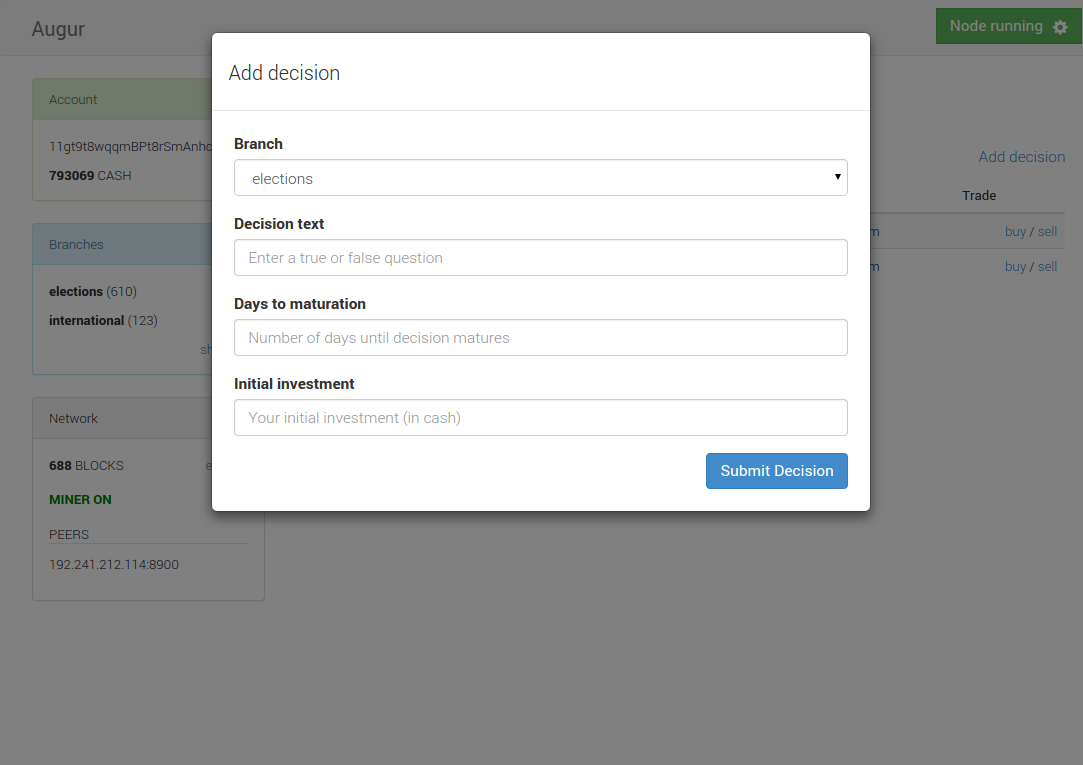 Augur
Node running
Add decision
Account
11gt9t8wqqmBPt8rSmAnhc
793069 CASH
Branches
elections (610)
international (123)
sh
Network
688 BLOCKS
e
MINER ON
PEERS
192.241.212.114:8900
Branch
elections
Decision text
Enter a true or false question
Days to maturation
Number of days until decision matures
Initial investment
Your initial investment (in cash)
Submit Decision
Add decision
Trade
m buy / sell
m buy / sell